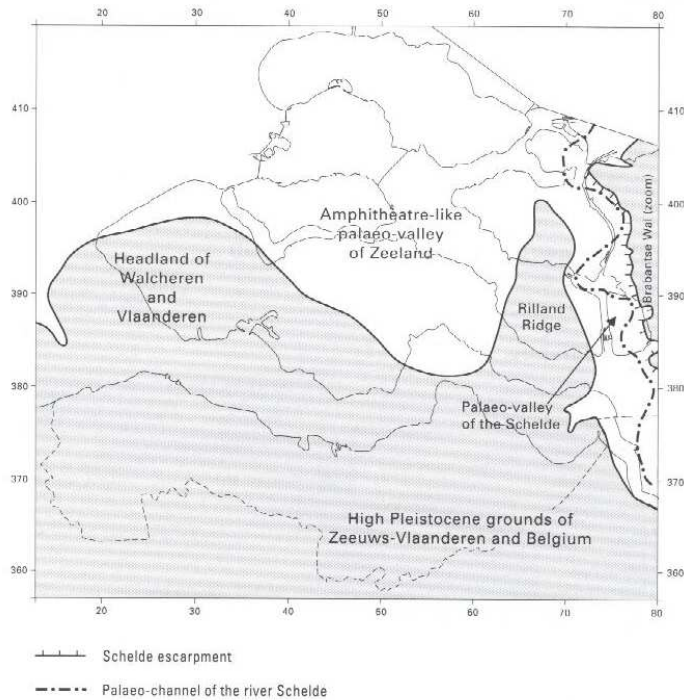 20 30 40 50 60 70 80
410
400
390
380
370
360
410
400
390
380
370
360
Amphitheatre-like
palaeo-valley
of Zeeland
Headland of
Walcheren
and
Vlaanderen
Rilland
Ridge
Brabantse Wal (zoom)
Palaeo-valley
of the Schelde
High Pleistocene grounds of
Zeeuws-Vlaanderen and Belgium
20 30 40 50 60 70 80
Schelde escarpment
Palaeo-channel of the river Schelde